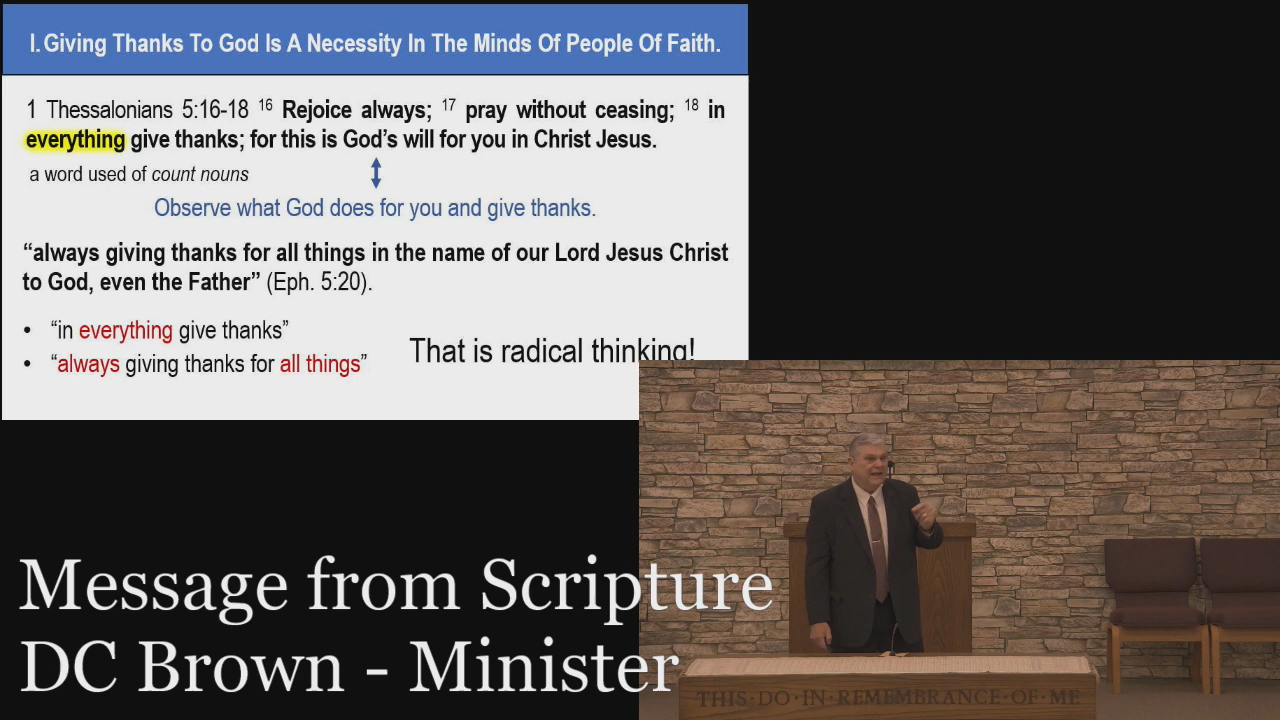 I. Giving Thanks To God Is A Necessity In The Minds Of People Of Faith.
1 Thessalonians 5:16-18 16 Rejoice always; 17 pray without ceasing; 18 in
everything give thanks; for this is God's will for you in Christ Jesus.
a word used of count nouns
Observe what God does for you and give thanks.
“always giving thanks for all things in the name of our Lord Jesus Christ
to God, even the Father” (Eph. 5:20).
• “in everything give thanks”
• “always giving thanks for all things”
That is radical thinking!
Message from Scripture
DC Brown - Minister
THIS·DO·IN·REMEMBRANCE·OF·ME